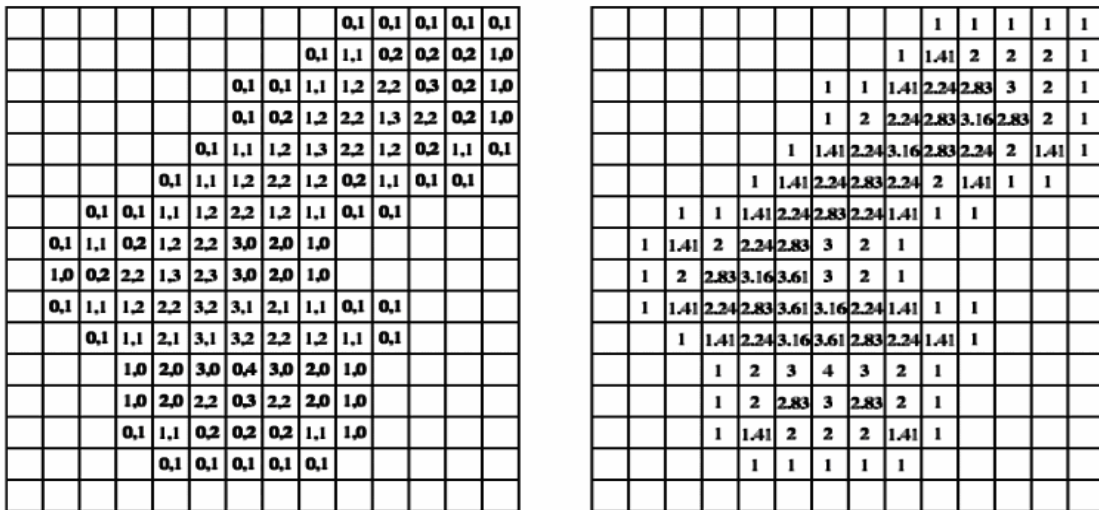 0,1 0,1 0,1 0,1 0,1
0,1 1,1 0,2 0,2 0,2 1,0
0,1 0,1 1,1 1,2 2,2 0,3 0,2 1,0
0,1 0,2 1,2 2,2 1,3 2,2 0,2 1,0
0,1 1,1 1,2 1,3 2,2 1,2 0,2 1,1 0,1
0,1 1,1 1,2 2,2 1,2 0,2 1,1 0,1 0,1
0,1 0,1 1,1 1,2 2,2 1,2 1,1 0,1 0,1
0,1 1,1 0,2 1,2 2,2 3,0 2,0 1,0
1,0 0,2 2,2 1,3 2,3 3,0 2,0 1,0
0,1 1,1 1,2 2,2 3,2 3,1 2,1 1,1 0,1 0,1
0,1 1,1 2,1 3,1 3,2 2,2 1,2 1,1 0,1
1,0 2,0 3,0 0,4 3,0 2,0 1,0
1,0 2,0 2,2 0,3 2,2 2,0 1,0
0,1 1,1 0,2 0,2 0,2 1,1 1,0
0,1 0,1 0,1 0,1 0,1
1 1 1 1 1
1 1.41 2 2 2 1
1 1 1.41 2.24 2.83 3 2 1
1 2 2.24 2.83 3.16 2.83 2 1
1 1.41 2.24 3.16 2.83 2.24 2 1.41 1
1 1.41 2.24 2.83 2.24 2 1.41 1 1
1 1 1.41 2.24 2.83 2.24 1.41 1 1
1 1.41 2 2.24 2.83 3 2 1
1 2 2.83 3.16 3.61 3 2 1
1 1.41 2.24 2.83 3.61 3.16 2.24 1.41 1 1
1 1.41 2.24 3.16 3.61 2.83 2.24 1.41 1
1 2 3 4 3 2 1
1 2 2.83 3 2.83 2 1
1 1.41 2 2 2 1.41 1
1 1 1 1 1